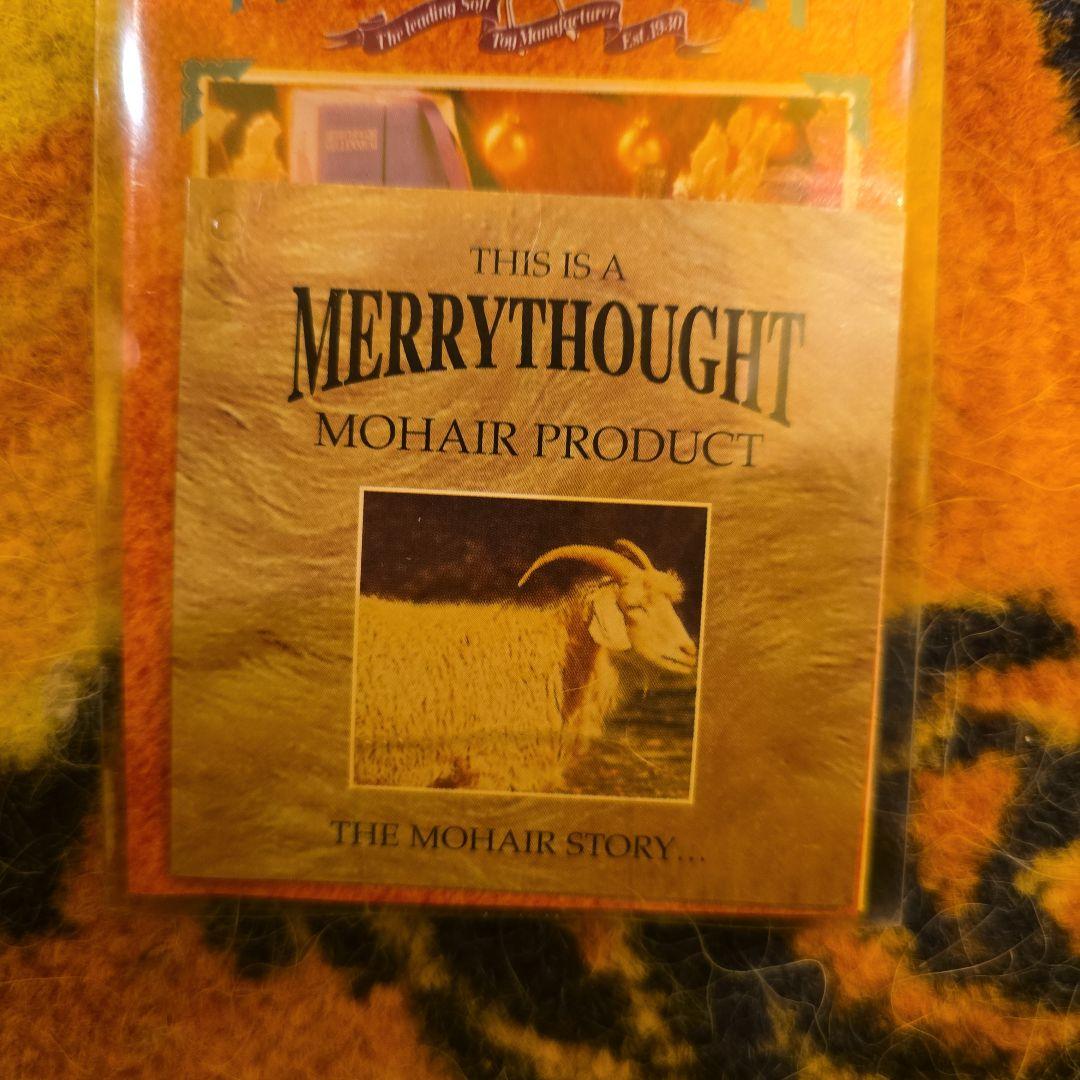 The Leading Soft
Toy Manufacturer
Est. 1930
THIS IS A
MERRYTHOUGHT
MOHAIR PRODUCT
THE MOHAIR STORY...